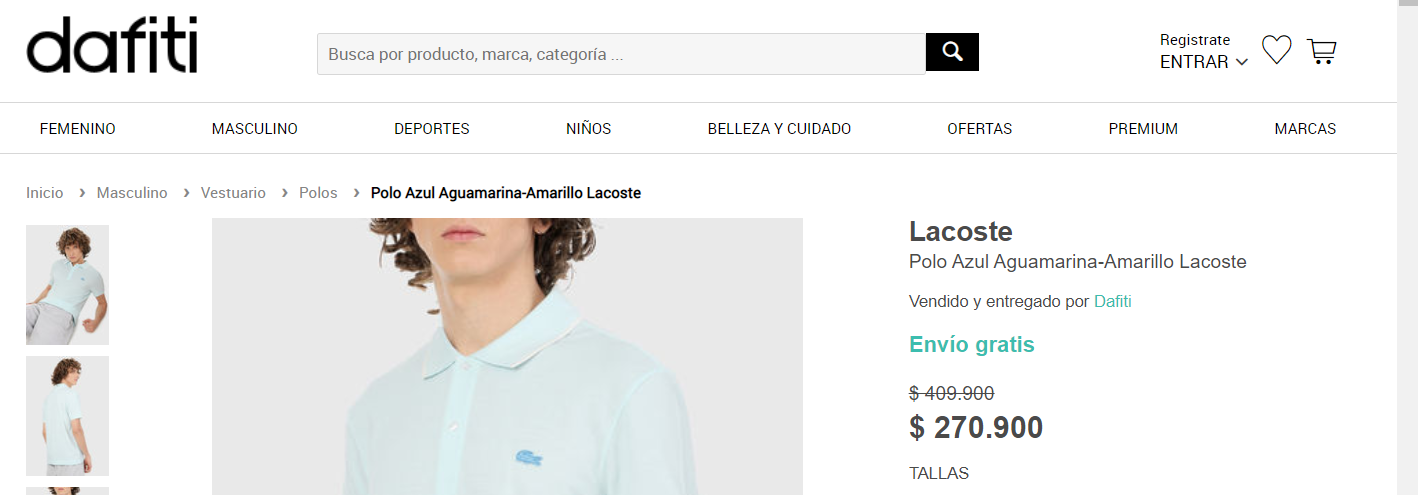 dafiti
Busca por producto, marca, categoría ...
Registrate
ENTRAR
FEMENINO MASCULINO DEPORTES NIÑOS BELLEZA Y CUIDADO OFERTAS PREMIUM MARCAS
Inicio › Masculino › Vestuario › Polos › Polo Azul Aguamarina-Amarillo Lacoste
Lacoste
Polo Azul Aguamarina-Amarillo Lacoste
Vendido y entregado por Dafiti
Envío gratis
$ 409.900
$ 270.900
TALLAS